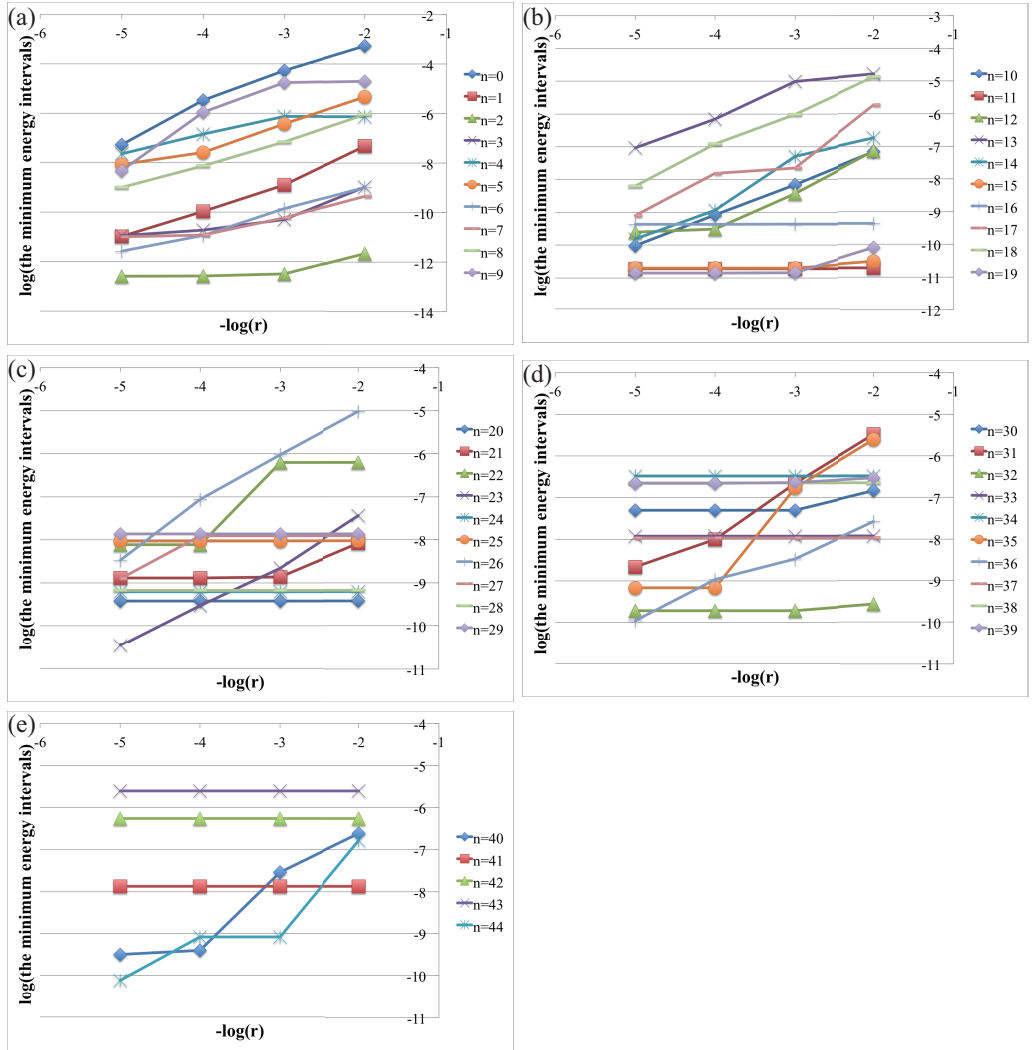 (a)
-6 -5 -4 -3 -2 -1
-2
-4
-6
-8
-10
-12
-14
log(the minimum energy intervals)
-log(r)
n=0
n=1
n=2
n=3
n=4
n=5
n=6
n=7
n=8
n=9
(b)
-6 -5 -4 -3 -2 -1
-3
-4
-5
-6
-7
-8
-9
-10
-11
-12
log(the minimum energy intervals)
-log(r)
n=10
n=11
n=12
n=13
n=14
n=15
n=16
n=17
n=18
n=19
(c)
-6 -5 -4 -3 -2 -1
-4
-5
-6
-7
-8
-9
-10
-11
log(the minimum energy intervals)
-log(r)
n=20
n=21
n=22
n=23
n=24
n=25
n=26
n=27
n=28
n=29
(d)
-6 -5 -4 -3 -2 -1
-4
-5
-6
-7
-8
-9
-10
-11
log(the minimum energy intervals)
-log(r)
n=30
n=31
n=32
n=33
n=34
n=35
n=36
n=37
n=38
n=39
(e)
-6 -5 -4 -3 -2 -1
-4
-5
-6
-7
-8
-9
-10
-11
log(the minimum energy intervals)
-log(r)
n=40
n=41
n=42
n=43
n=44